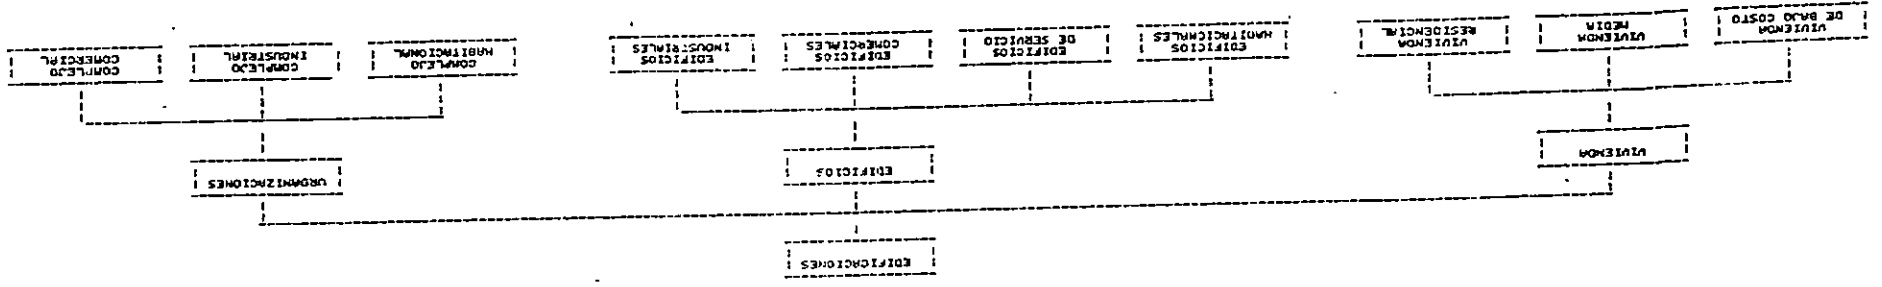 EDIFICACIONES
VIVIENDA
EDIFICIOS
URBANIZACIONES
VIVIENDA
DE BAJO COSTO
VIVIENDA
MEDIA
VIVIENDA
RESIDENCIAL
EDIFICIOS
HABITACIONALES
EDIFICIOS
DE SERVICIO
EDIFICIOS
COMERCIALES
EDIFICIOS
INDUSTRIALES
COMPLEJO
HABITACIONAL
COMPLEJO
INDUSTRIAL
COMPLEJO
COMERCIAL